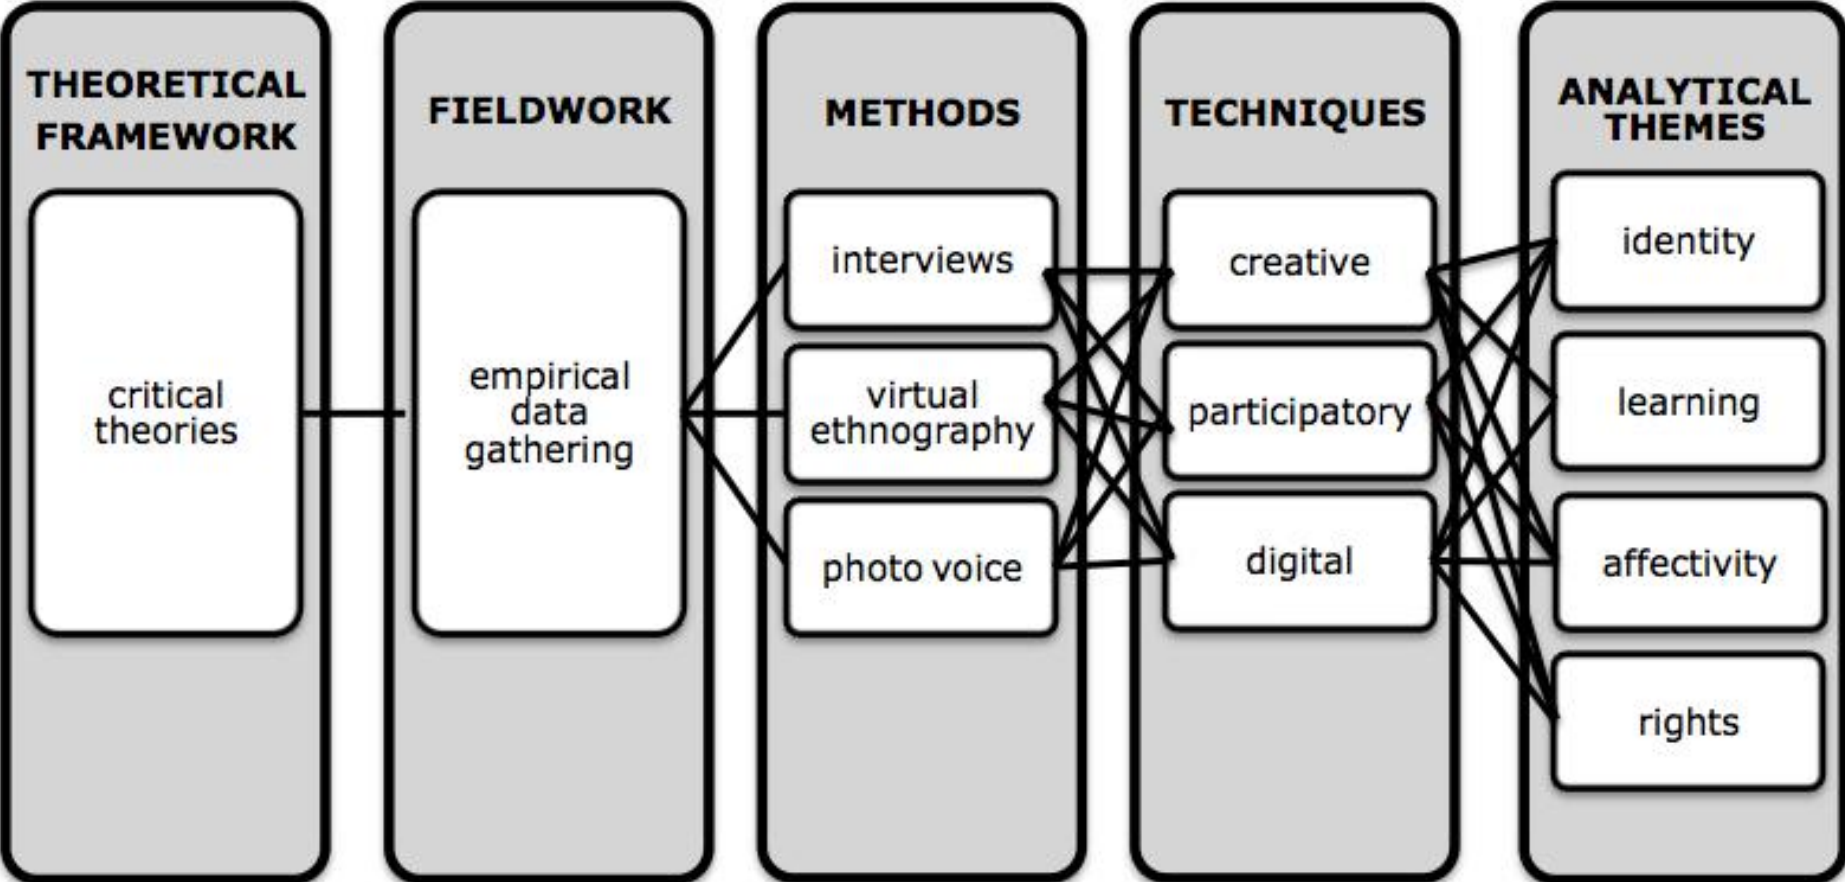 THEORETICAL
FRAMEWORK
critical
theories
FIELDWORK
empirical
data
gathering
METHODS
interviews
virtual
ethnography
photo voice
TECHNIQUES
creative
participatory
digital
ANALYTICAL
THEMES
identity
learning
affectivity
rights